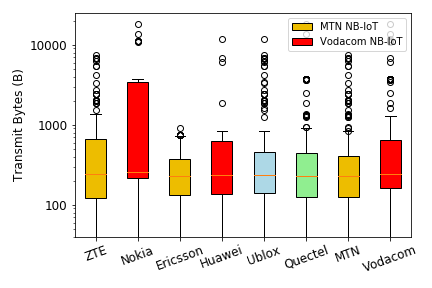 Transmit Bytes (B)
10000
1000
100
MTN NB-IoT
Vodacom NB-IoT
ZTE
Nokia
Ericsson
Huawei
Ublox
Quectel
MTN
Vodacom